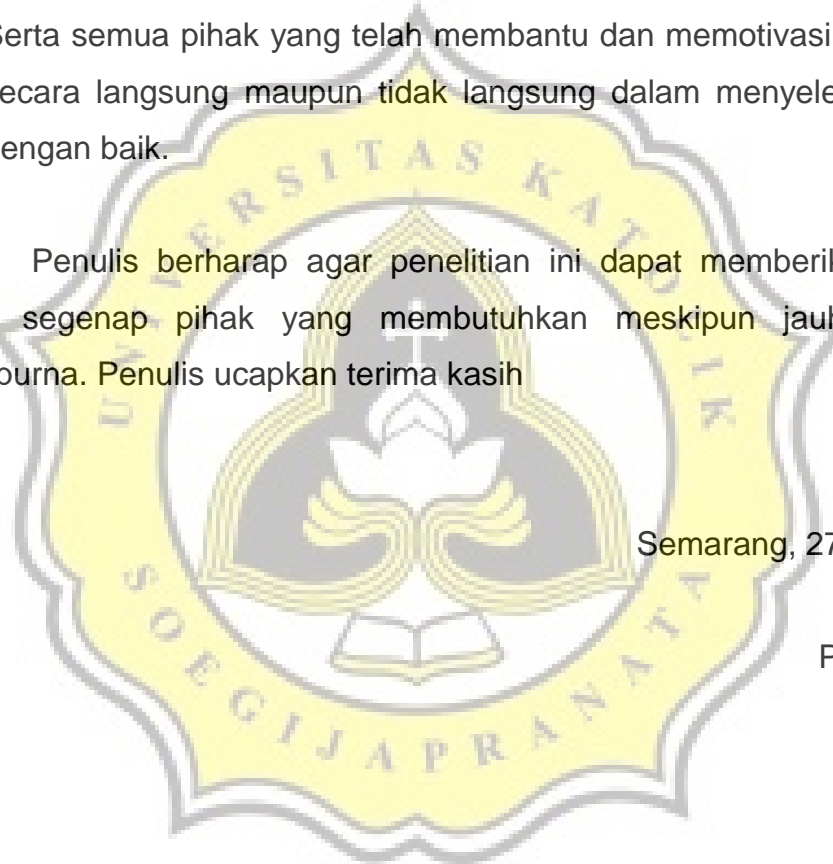 Serta semua pihak yang telah membantu dan memotivasi
ecara langsung maupun tidak langsung dalam menyele
engan baik.
UNIVERSITAS KATOLIK
Penulis berharap agar penelitian ini dapat memberik
segenap pihak yang membutuhkan meskipun jauh
purna. Penulis ucapkan terima kasih
Semarang, 27
P
SOEGIJAPRANATA